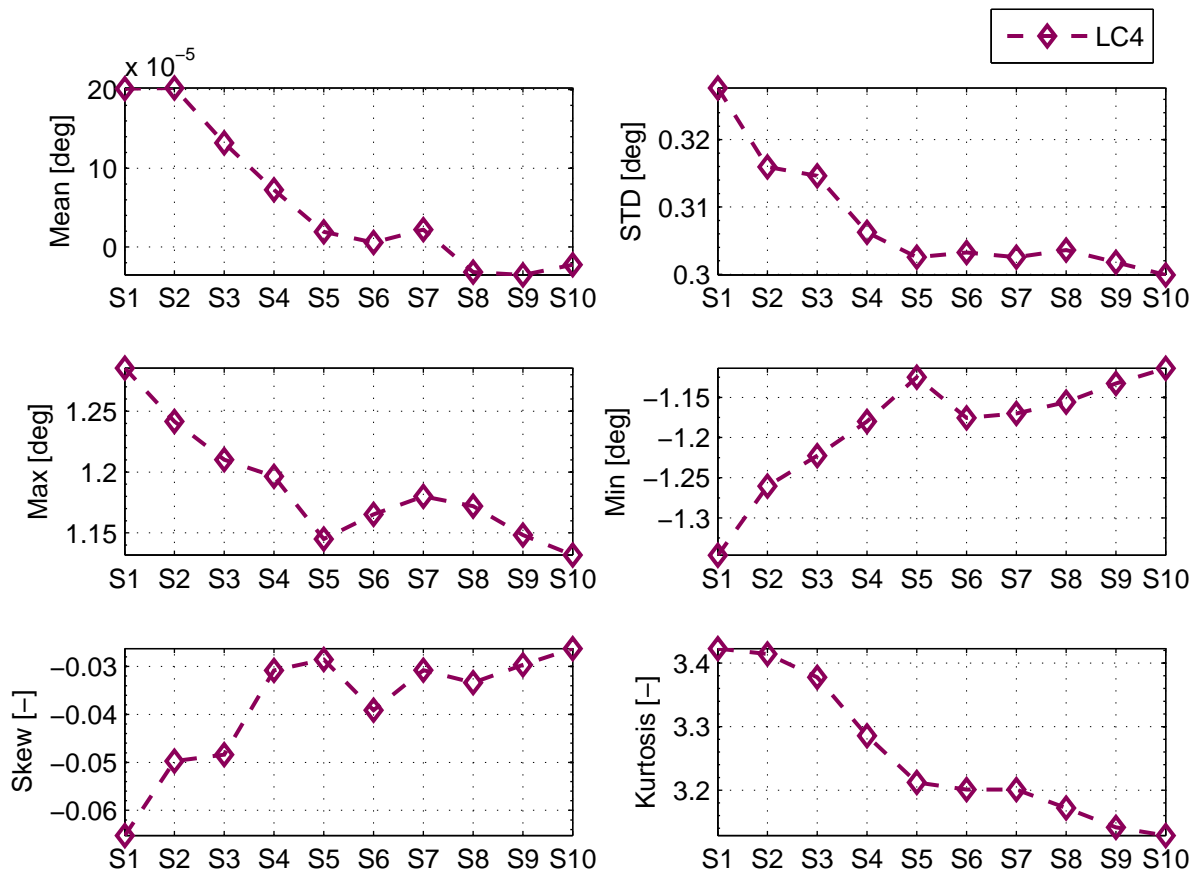 LC4
x 10−5
20
10
0
Mean [deg]
S1 S2 S3 S4 S5 S6 S7 S8 S9 S10
0.32
0.31
0.3
STD [deg]
S1 S2 S3 S4 S5 S6 S7 S8 S9 S10
1.25
1.2
1.15
Max [deg]
S1 S2 S3 S4 S5 S6 S7 S8 S9 S10
−1.15
−1.2
−1.25
−1.3
Min [deg]
S1 S2 S3 S4 S5 S6 S7 S8 S9 S10
−0.03
−0.04
−0.05
−0.06
Skew [−]
S1 S2 S3 S4 S5 S6 S7 S8 S9 S10
3.4
3.3
3.2
Kurtosis [−]
S1 S2 S3 S4 S5 S6 S7 S8 S9 S10